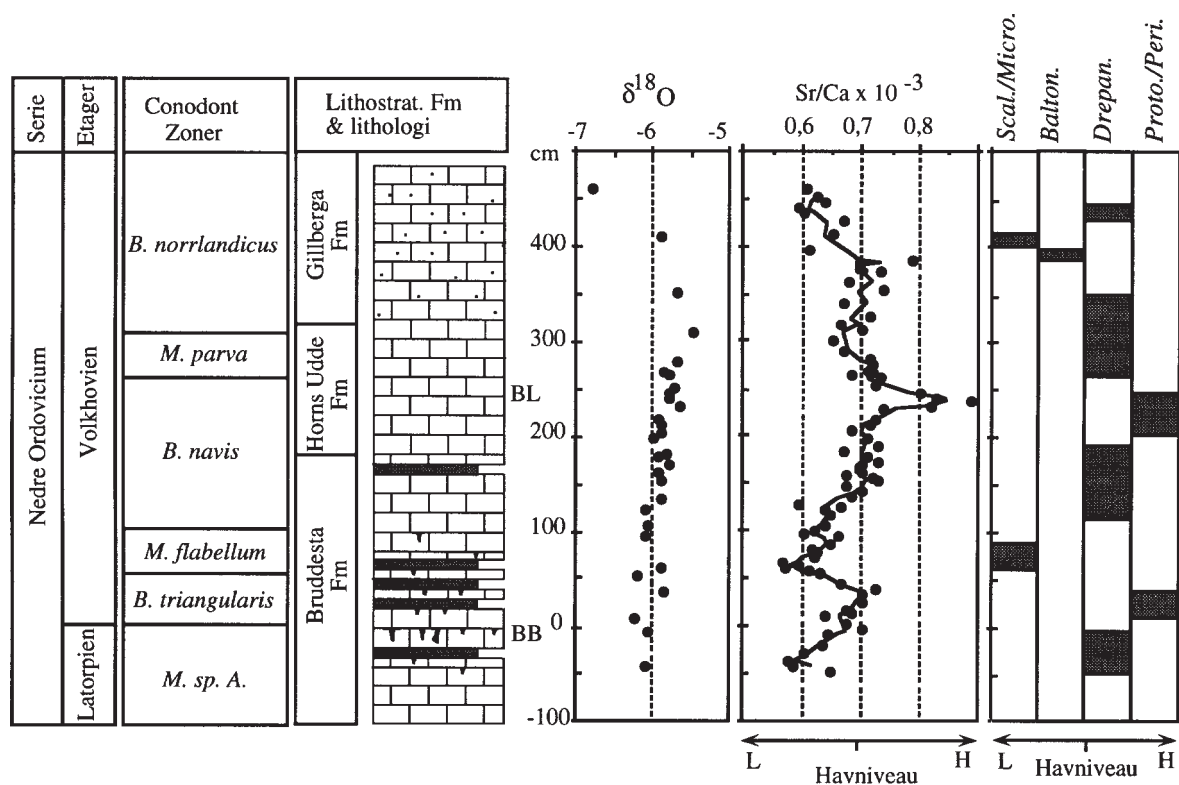 Serie
Etager
Conodont
Zoner
Lithostrat. Fm
& lithologi
δ18O
-7 -6 -5
cm
Sr/Ca x 10 -3
0,6 0,7 0,8
Scal./Micro.
Balton.
Drepan.
Proto./Peri.
Nedre Ordovicium
Volkhovien
Latorpien
B. norrlandicus
M. parva
B. navis
M. flabellum
B. triangularis
M. sp. A.
Gillberga
Fm
Horns Udde
Fm
Bruddesta
Fm
400
300
BL
200
100
0
BB
-100
L H
Havniveau
L H
Havniveau